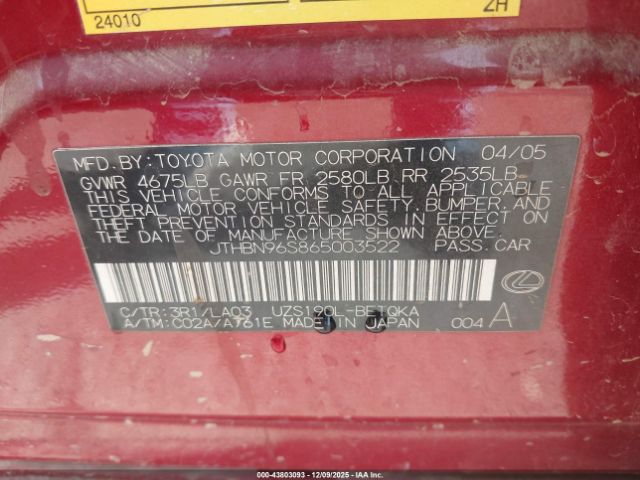 24010
ZH
MFD.BY:TOYOTA MOTOR CORPORATION 04/05
GVWR 4675LB GAWR FR 2580LB RR 2535LB
THIS VEHICLE CONFORMS TO ALL APPLICABLE
FEDERAL MOTOR VEHICLE SAFETY, BUMPER, AND
THEFT PREVENTION STANDARDS IN EFFECT ON
THE DATE OF MANUFACTURE SHOWN ABOVE.
JTHBN96S865003522 PASS.CAR
C/TR:3R1/LA03 UZS190L-BETQKA
A/TM:C02A/A761E MADE IN JAPAN 004 A
000-43803093 - 12/09/2025 - IAAI.COM